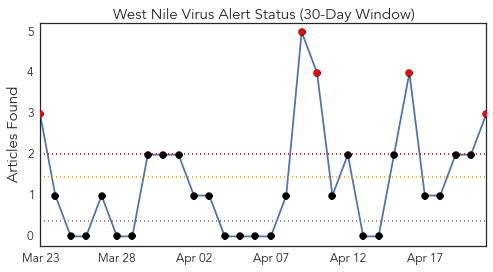 West Nile Virus Alert Status (30-Day Window)
Articles Found
5
4
3
2
1
0
Mar 23 Mar 28 Apr 02 Apr 07 Apr 12 Apr 17